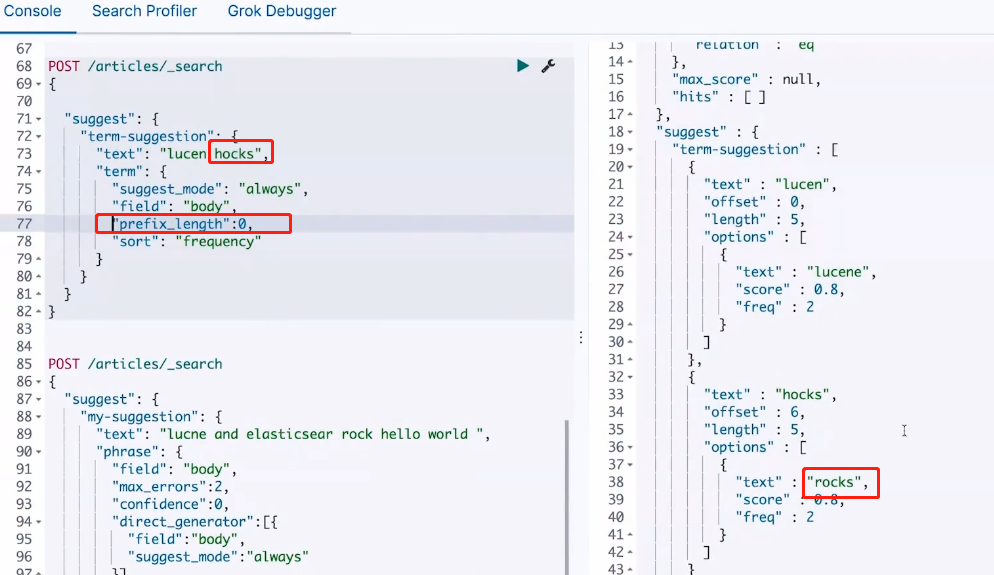 Console Search Profiler Grok Debugger
67
68 POST /articles/_search
69 {
70
71 "suggest": {
72 "term-suggestion": {
73 "text": "lucen hocks",
74 "term": {
75 "suggest_mode": "always",
76 "field": "body",
77 "prefix_length":0,
78 "sort": "frequency"
79 }
80 }
81 }
82 }
83
84
85 POST /articles/_search
86 {
87 "suggest": {
88 "my-suggestion": {
89 "text": "lucne and elasticsear rock hello world ",
90 "phrase": {
91 "field": "body",
92 "max_errors":2,
93 "confidence":0,
94 "direct_generator":[{
95 "field":"body",
96 "suggest_mode":"always"
97 }]
13 "relation" : "eq"
14 },
15 "max_score" : null,
16 "hits" : [ ]
17 },
18 "suggest" : {
19 "term-suggestion" : [
20 {
21 "text" : "lucen",
22 "offset" : 0,
23 "length" : 5,
24 "options" : [
25 {
26 "text" : "lucene",
27 "score" : 0.8,
28 "freq" : 2
29 }
30 ]
31 },
32 {
33 "text" : "hocks",
34 "offset" : 6,
35 "length" : 5,
36 "options" : [
37 {
38 "text" : "rocks",
39 "score" : 0.8,
40 "freq" : 2
41 }
42 ]
43 }